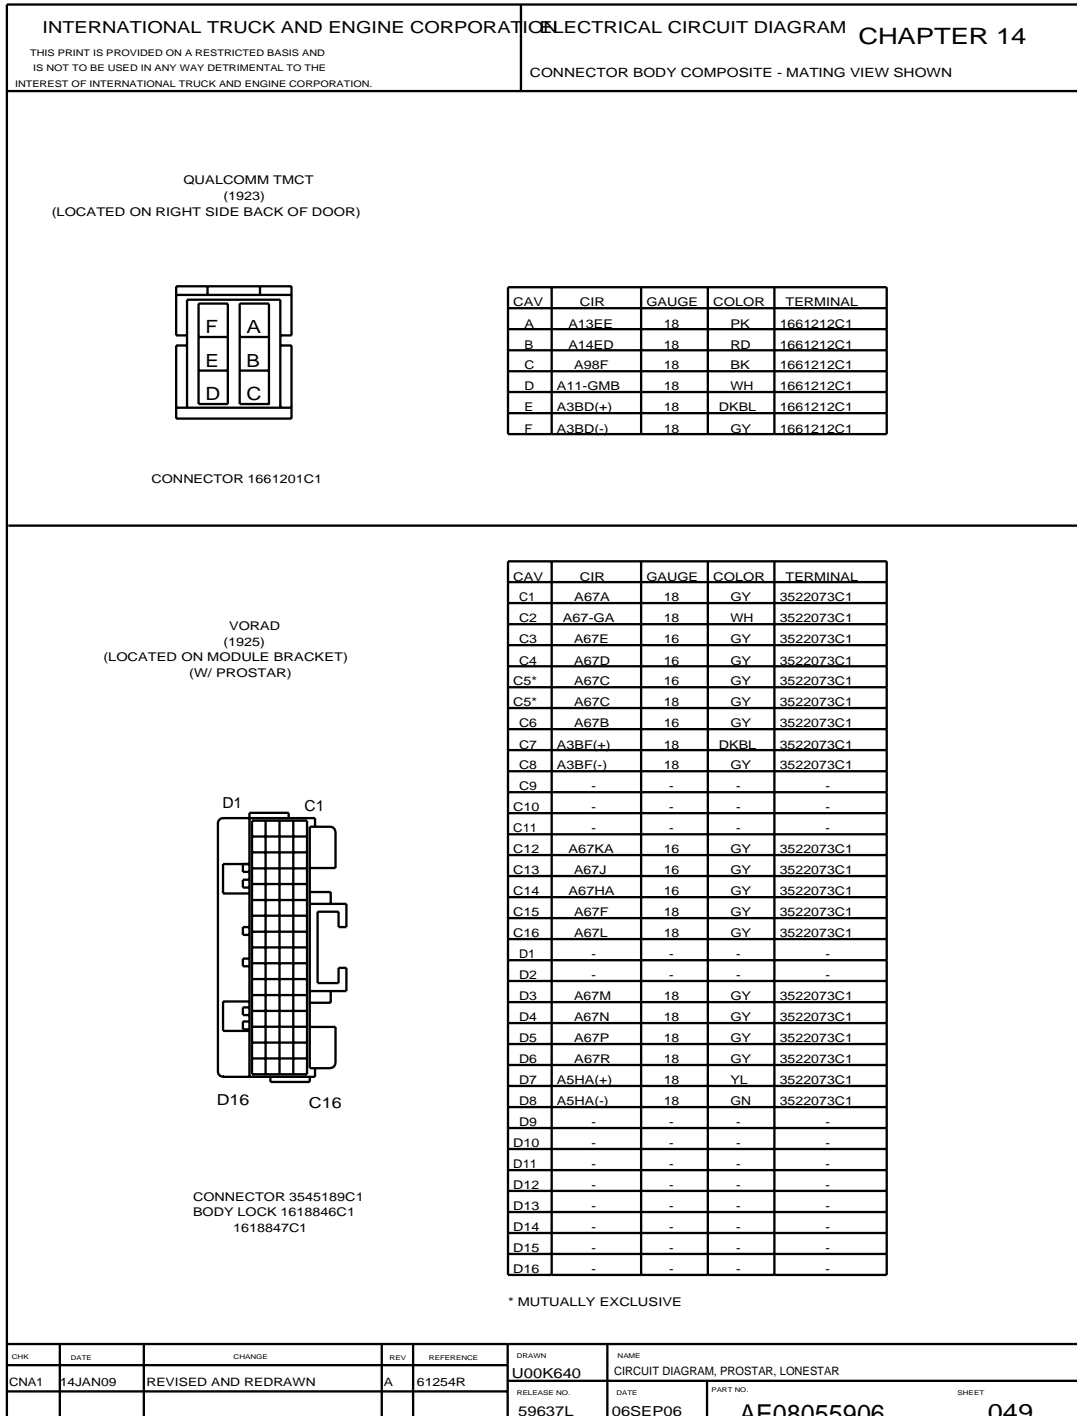 INTERNATIONAL TRUCK AND ENGINE CORPORATION
THIS PRINT IS PROVIDED ON A RESTRICTED BASIS AND
IS NOT TO BE USED IN ANY WAY DETRIMENTAL TO THE
INTEREST OF INTERNATIONAL TRUCK AND ENGINE CORPORATION.
ELECTRICAL CIRCUIT DIAGRAM CHAPTER 14
CONNECTOR BODY COMPOSITE - MATING VIEW SHOWN
QUALCOMM TMCT
(1923)
(LOCATED ON RIGHT SIDE BACK OF DOOR)
F A
E B
D C
CONNECTOR 1661201C1
CAV CIR GAUGE COLOR TERMINAL
A A13EE 18 PK 1661212C1
B A14ED 18 RD 1661212C1
C A98F 18 BK 1661212C1
D A11-GMB 18 WH 1661212C1
E A3BD(+) 18 DKBL 1661212C1
F A3BD(-) 18 GY 1661212C1
VORAD
(1925)
(LOCATED ON MODULE BRACKET)
(W/ PROSTAR)
D1 C1
D16 C16
CONNECTOR 3545189C1
BODY LOCK 1618846C1
1618847C1
CAV CIR GAUGE COLOR TERMINAL
C1 A67A 18 GY 3522073C1
C2 A67-GA 18 WH 3522073C1
C3 A67E 16 GY 3522073C1
C4 A67D 16 GY 3522073C1
C5* A67C 16 GY 3522073C1
C5* A67C 18 GY 3522073C1
C6 A67B 16 GY 3522073C1
C7 A3BF(+) 18 DKBL 3522073C1
C8 A3BF(-) 18 GY 3522073C1
C9 - - - -
C10 - - - -
C11 - - - -
C12 A67KA 16 GY 3522073C1
C13 A67J 16 GY 3522073C1
C14 A67HA 16 GY 3522073C1
C15 A67F 18 GY 3522073C1
C16 A67L 18 GY 3522073C1
D1 - - - -
D2 - - - -
D3 A67M 18 GY 3522073C1
D4 A67N 18 GY 3522073C1
D5 A67P 18 GY 3522073C1
D6 A67R 18 GY 3522073C1
D7 A5HA(+) 18 YL 3522073C1
D8 A5HA(-) 18 GN 3522073C1
D9 - - - -
D10 - - - -
D11 - - - -
D12 - - - -
D13 - - - -
D14 - - - -
D15 - - - -
D16 - - - -
* MUTUALLY EXCLUSIVE
CHK DATE CHANGE REV REFERENCE
CNA1 14JAN09 REVISED AND REDRAWN A 61254R
DRAWN NAME
U00K640 CIRCUIT DIAGRAM, PROSTAR, LONESTAR
RELEASE NO. DATE PART NO. SHEET
59637L 06SEP06 AE08055906 049